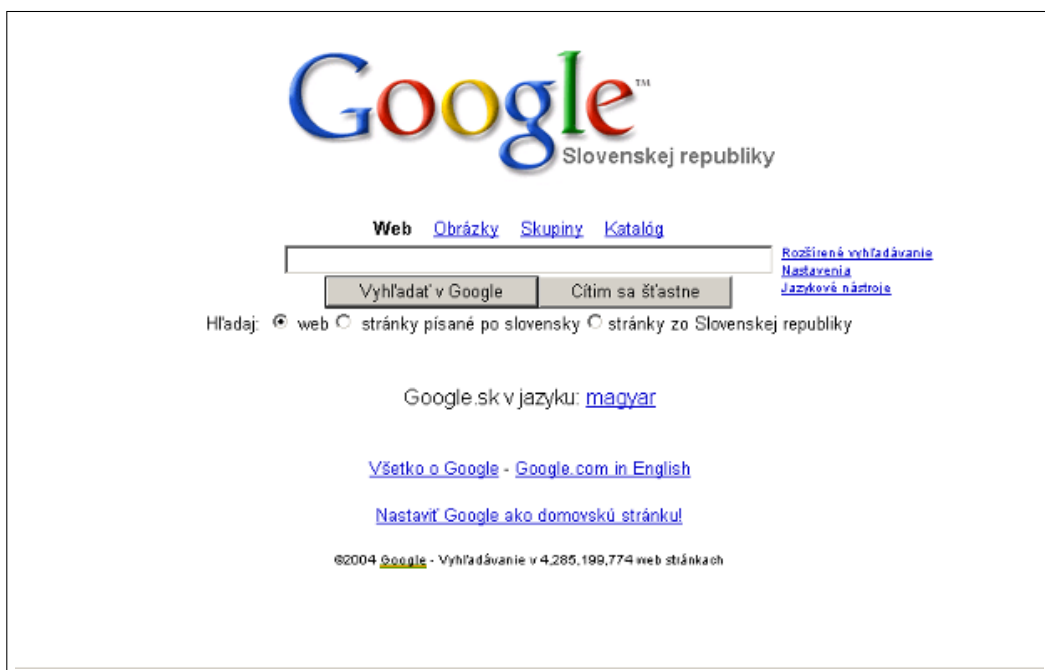 Google™
Slovenskej republiky
Web Obrázky Skupiny Katalóg
Rozšírené vyhľadávanie
Nastavenia
Jazykové nástroje
Vyhľadať v Google Cítim sa šťastne
Hľadaj: web stránky písané po slovensky stránky zo Slovenskej republiky
Google.sk v jazyku: magyar
Všetko o Google - Google.com in English
Nastaviť Google ako domovskú stránku!
©2004 Google - Vyhľadávanie v 4,285,199,774 web stránkach